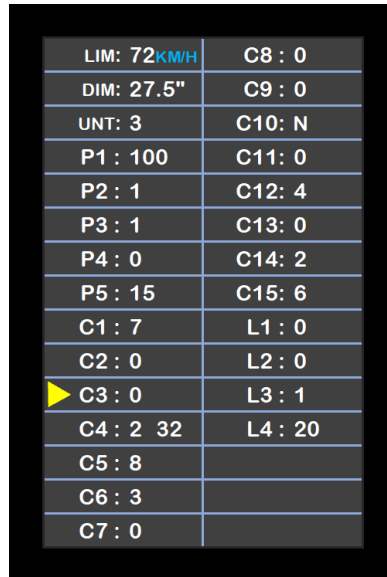 LIM: 72KM/H
DIM: 27.5"
UNT: 3
P1 : 100
P2 : 1
P3 : 1
P4 : 0
P5 : 15
C1 : 7
C2 : 0
C3 : 0
C4 : 2 32
C5 : 8
C6 : 3
C7 : 0
C8 : 0
C9 : 0
C10: N
C11: 0
C12: 4
C13: 0
C14: 2
C15: 6
L1 : 0
L2 : 0
L3 : 1
L4 : 20